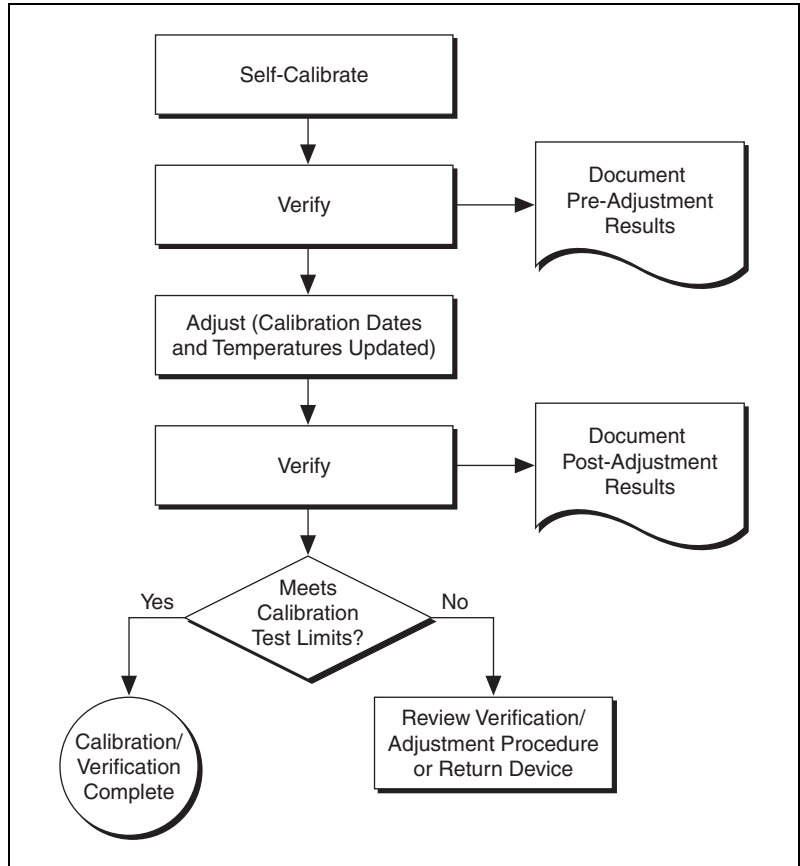 Self-Calibrate
Verify
Document
Pre-Adjustment
Results
Adjust (Calibration Dates
and Temperatures Updated)
Verify
Document
Post-Adjustment
Results
Meets
Calibration
Test Limits?
Yes
No
Calibration/
Verification
Complete
Review Verification/
Adjustment Procedure
or Return Device